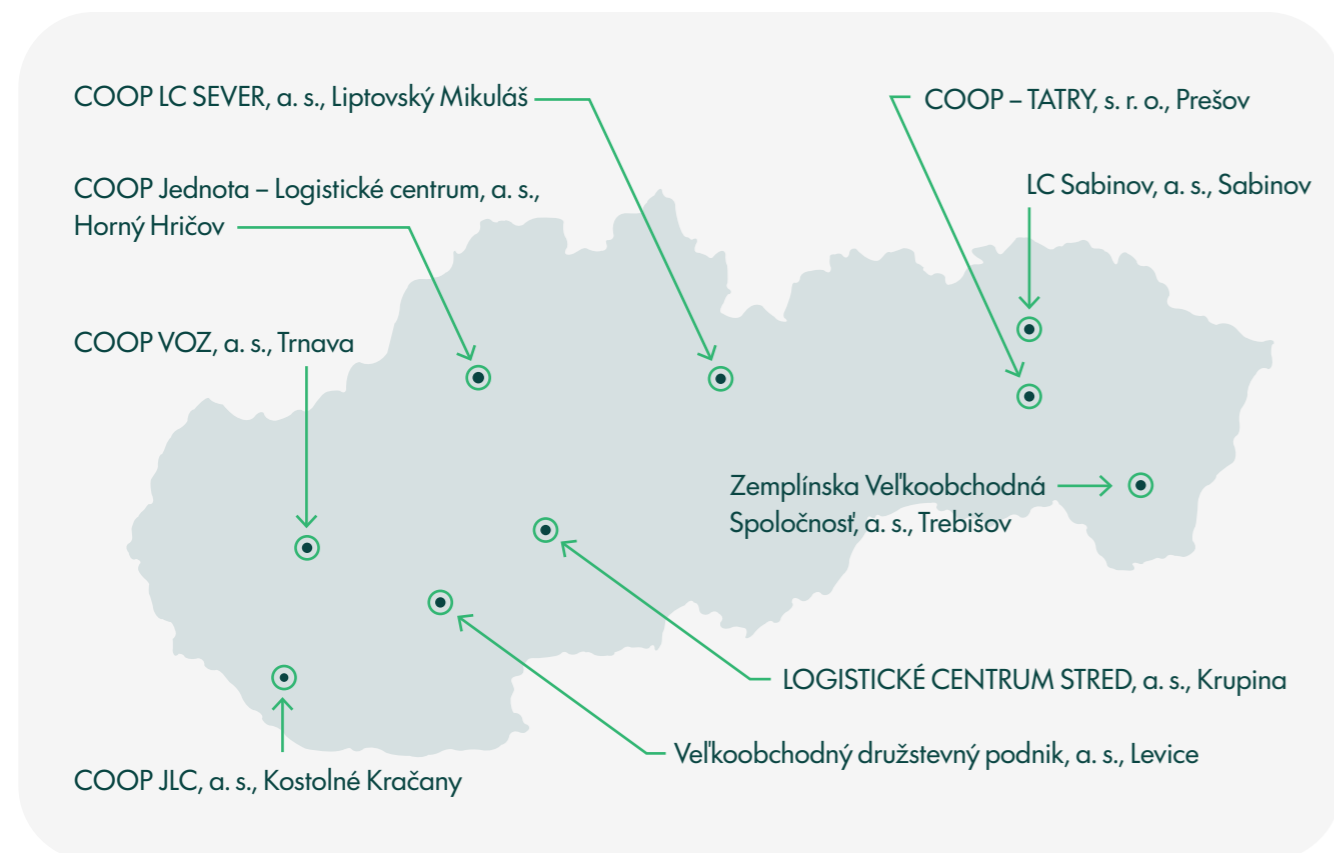 COOP LC SEVER, a. s., Liptovský Mikuláš
COOP – TATRY, s. r. o., Prešov
COOP Jednota – Logistické centrum, a. s.,
Horný Hričov
LC Sabinov, a. s., Sabinov
COOP VOZ, a. s., Trnava
Zemplínska Veľkoobchodná
Spoločnosť, a. s., Trebišov
LOGISTICKÉ CENTRUM STRED, a. s., Krupina
Veľkoobchodný družstevný podnik, a. s., Levice
COOP JLC, a. s., Kostolné Kračany